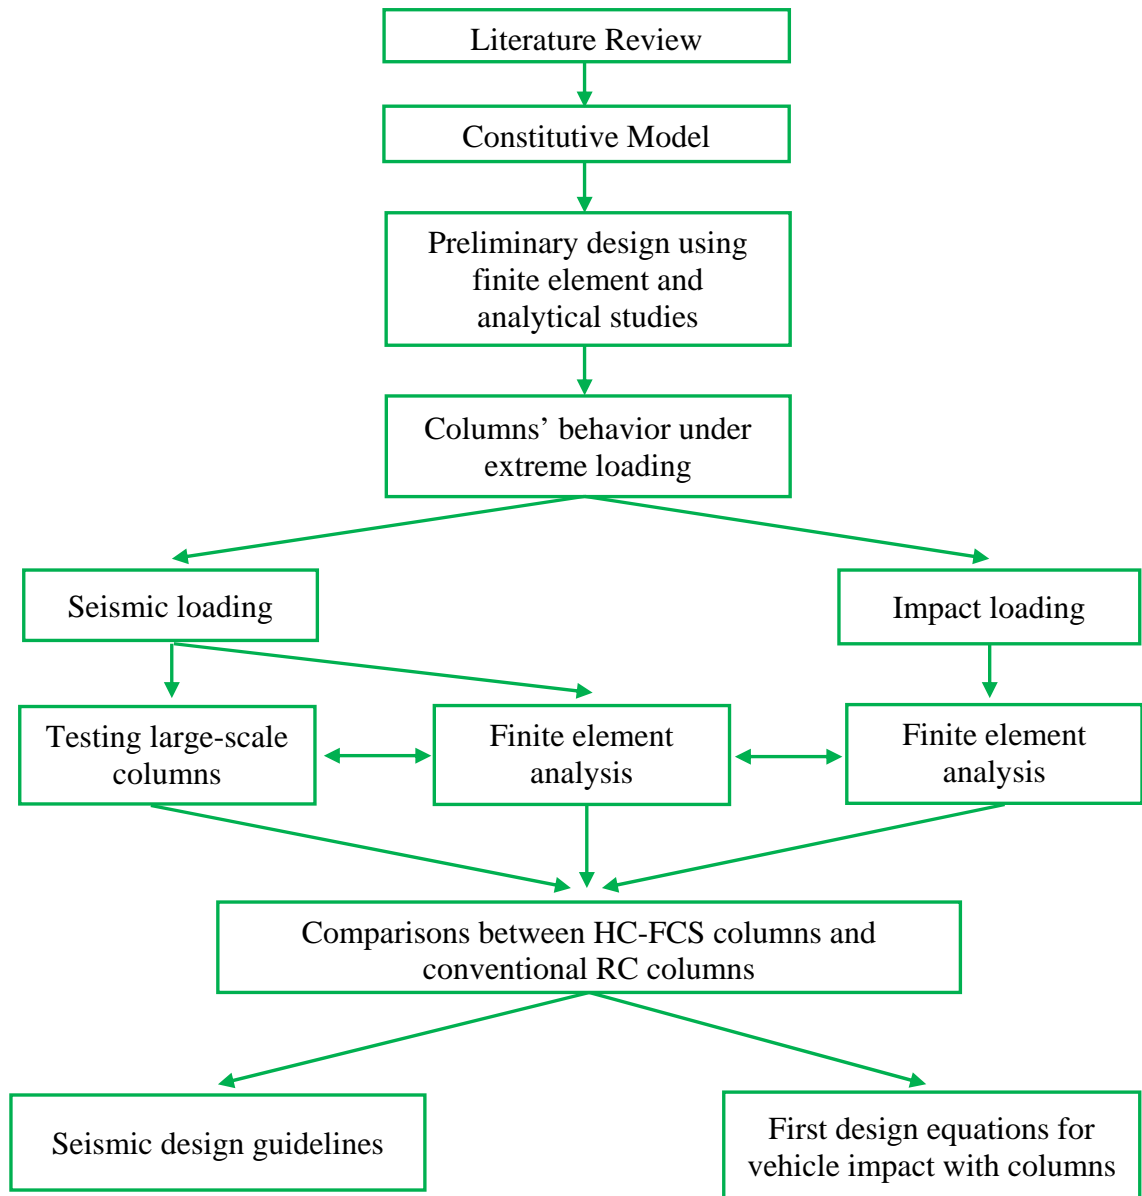 Literature Review
Constitutive Model
Preliminary design using
finite element and
analytical studies
Columns’ behavior under
extreme loading
Seismic loading
Impact loading
Testing large-scale
columns
Finite element
analysis
Finite element
analysis
Comparisons between HC-FCS columns and
conventional RC columns
Seismic design guidelines
First design equations for
vehicle impact with columns